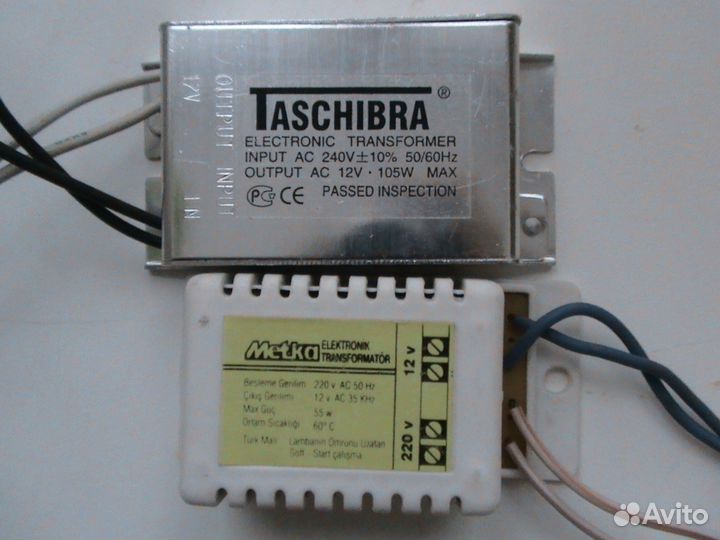 TASCHIBRA®
ELECTRONIC TRANSFORMER
INPUT AC 240V±10% 50/60Hz
OUTPUT AC 12V · 105W MAX
PASSED INSPECTION
12V OUTPUT
INPUT
Metka ELEKTRONIK
TRANSFORMATÖR
Besleme Gerilim 220 v AC 50 Hz
Çıkış Gerilimi 12 v. AC 35 KHz
Max Güç 55 w
Ortam Sıcaklığı 60° C
Türk Malı Lambanın Ömrünü Uzatan
Soft - Start çalışma
12 v
220 v
Avito